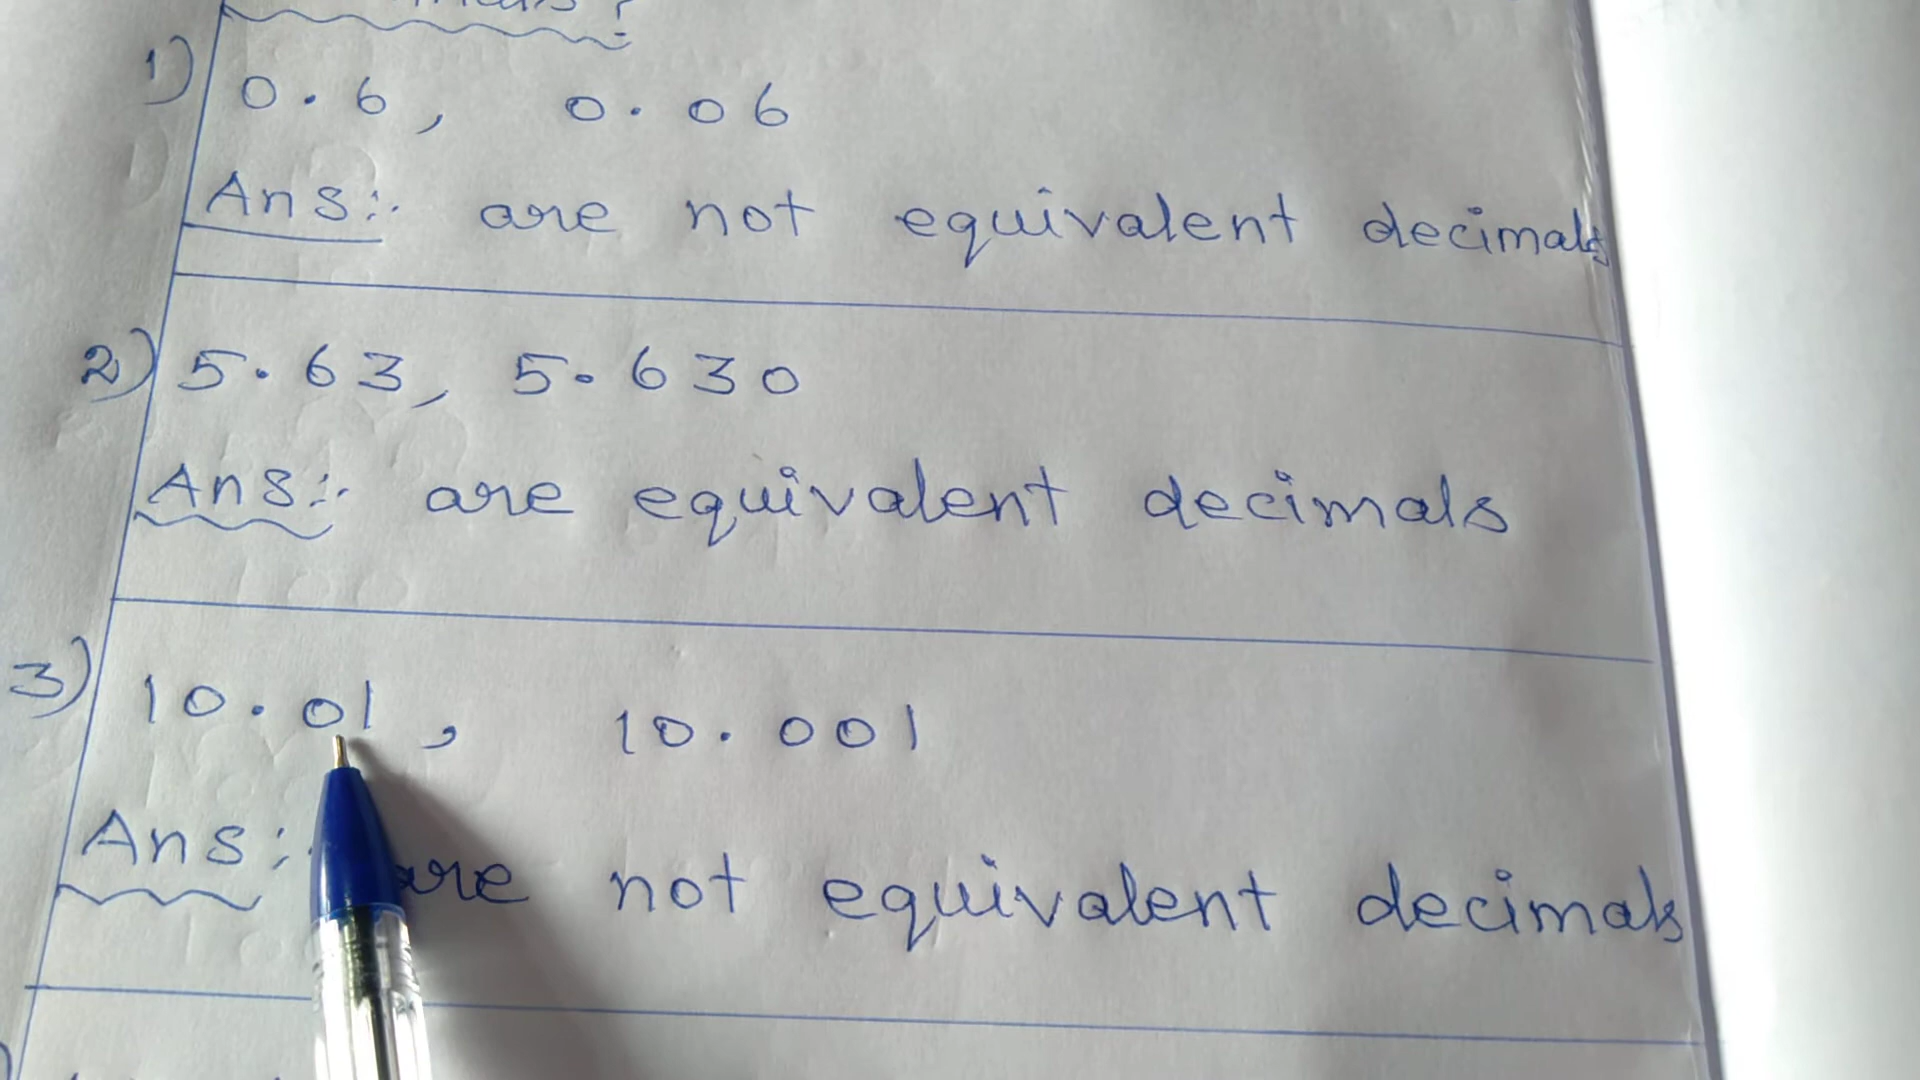 1) 0.6, 0.06
Ans:- are not equivalent decimals
2) 5.63, 5.630
Ans:- are equivalent decimals
3) 10.01, 10.001
Ans:- are not equivalent decimals